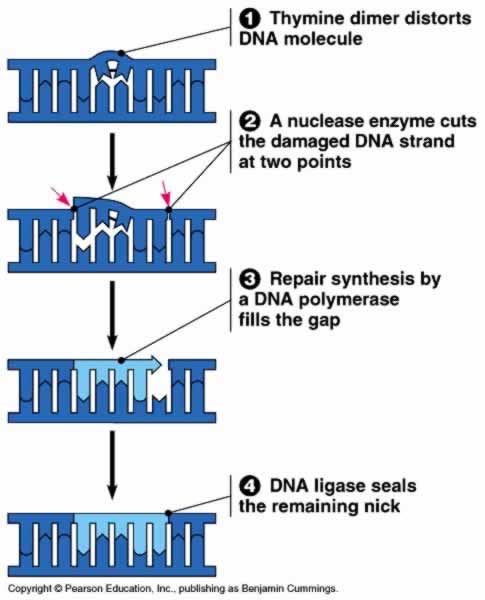 1 Thymine dimer distorts
DNA molecule
2 A nuclease enzyme cuts
the damaged DNA strand
at two points
3 Repair synthesis by
a DNA polymerase
fills the gap
4 DNA ligase seals
the remaining nick
Copyright © Pearson Education, Inc., publishing as Benjamin Cummings.